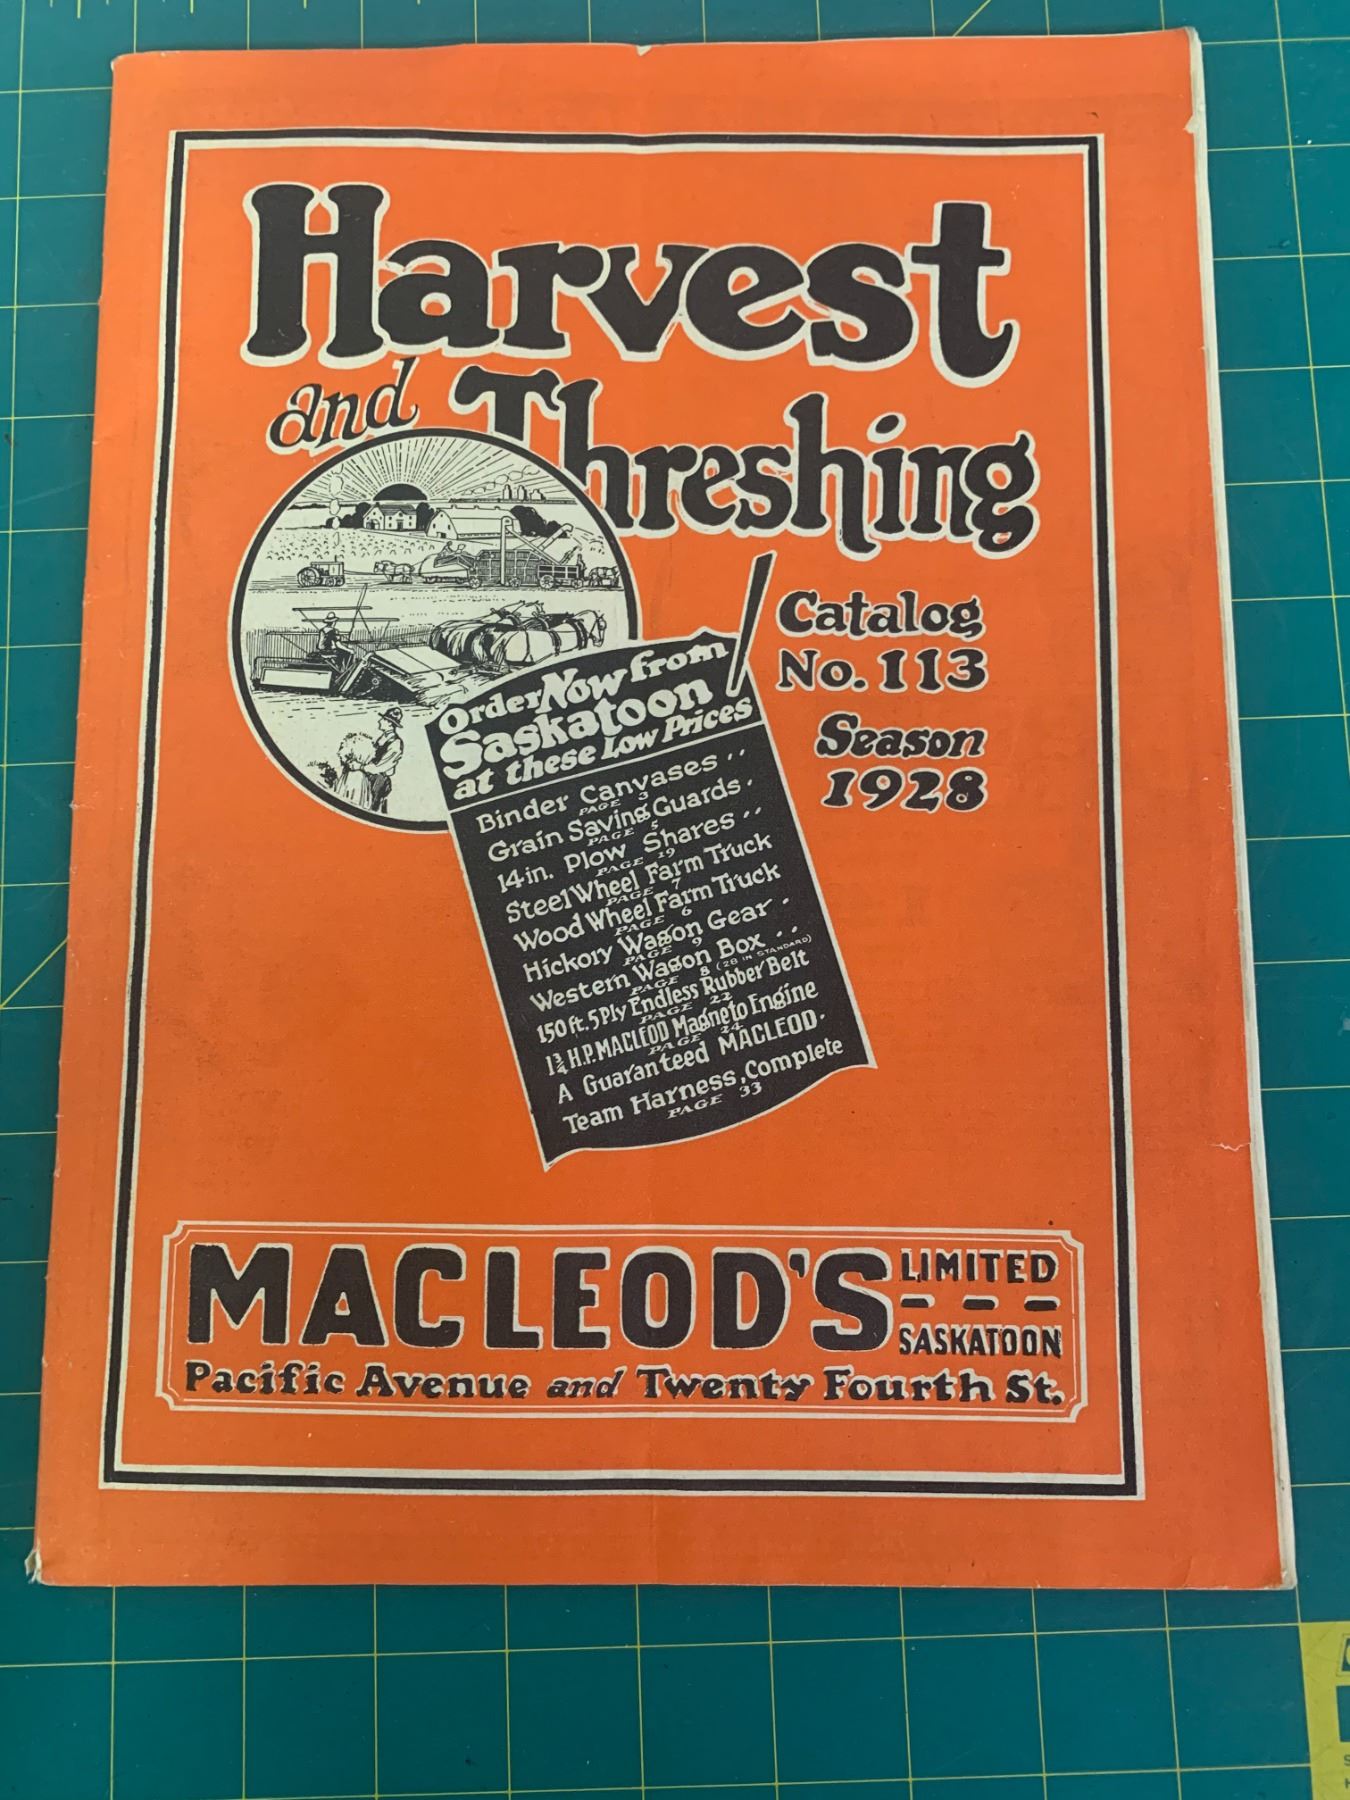 Harvest
and Threshing
Catalog
No. 113
Season
1928
Order Now from
Saskatoon
at these Low Prices
Binder Canvases . .
PAGE 3
Grain Saving Guards .
PAGE 5
14 in. Plow Shares . .
PAGE 19
Steel Wheel Farm Truck
PAGE 7
Wood Wheel Farm Truck
PAGE 6
Hickory Wagon Gear .
PAGE 9
Western Wagon Box . .
PAGE 8 (28 IN STANDARD)
150 ft. 5 Ply Endless Rubber Belt
PAGE 22
1¾ H.P. MACLEOD Magneto Engine
PAGE 24
A Guaranteed MACLEOD.
Team Harness, Complete
PAGE 33
MACLEOD'S LIMITED
SASKATOON
Pacific Avenue and Twenty Fourth St.